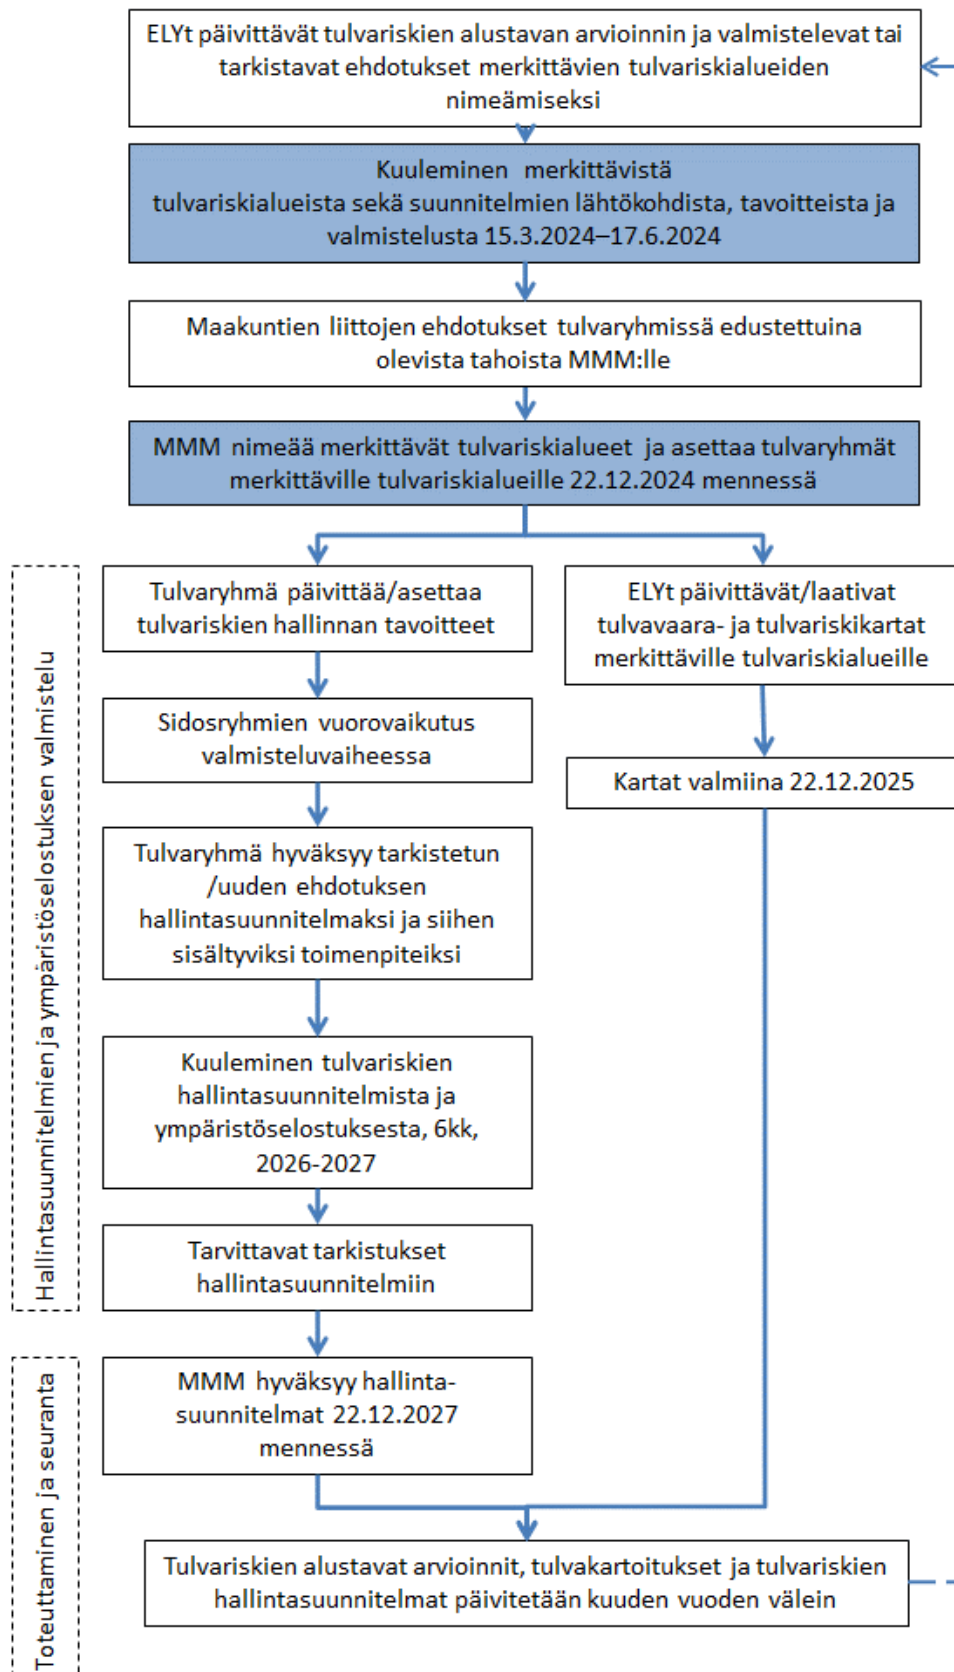 ELYt päivittävät tulvariskien alustavan arvioinnin ja valmistelevat tai
tarkistavat ehdotukset merkittävien tulvariskialueiden
nimeämiseksi
Kuuleminen merkittävistä
tulvariskialueista sekä suunnitelmien lähtökohdista, tavoitteista ja
valmistelusta 15.3.2024–17.6.2024
Maakuntien liittojen ehdotukset tulvaryhmissä edustettuina
olevista tahoista MMM:lle
MMM nimeää merkittävät tulvariskialueet ja asettaa tulvaryhmät
merkittäville tulvariskialueille 22.12.2024 mennessä
Hallintasuunnitelmien ja ympäristöselostuksen valmistelu
Tulvaryhmä päivittää/asettaa
tulvariskien hallinnan tavoitteet
Sidosryhmien vuorovaikutus
valmisteluvaiheessa
Tulvaryhmä hyväksyy tarkistetun
/uuden ehdotuksen
hallintasuunnitelmaksi ja siihen
sisältyviksi toimenpiteiksi
Kuuleminen tulvariskien
hallintasuunnitelmista ja
ympäristöselostuksesta, 6kk,
2026-2027
Tarvittavat tarkistukset
hallintasuunnitelmiin
ELYt päivittävät/laativat
tulvavaara- ja tulvariskikartat
merkittäville tulvariskialueille
Kartat valmiina 22.12.2025
Toteuttaminen ja seuranta
MMM hyväksyy hallinta-
suunnitelmat 22.12.2027
mennessä
Tulvariskien alustavat arvioinnit, tulvakartoitukset ja tulvariskien
hallintasuunnitelmat päivitetään kuuden vuoden välein